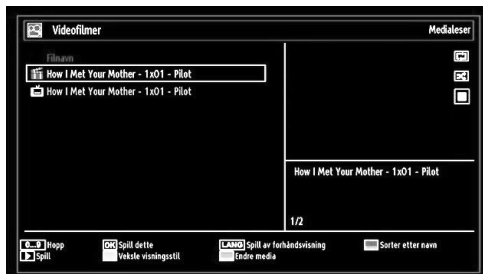 Videofilmer
Medialeser
Filnavn
How I Met Your Mother - 1x01 - Pilot
How I Met Your Mother - 1x01 - Pilot
How I Met Your Mother - 1x01 - Pilot
1/2
0...9 Hopp
OK Spill dette
LANG Spill av forhåndsvisning
Sorter etter navn
Spill
Veksle visningsstil
Endre media